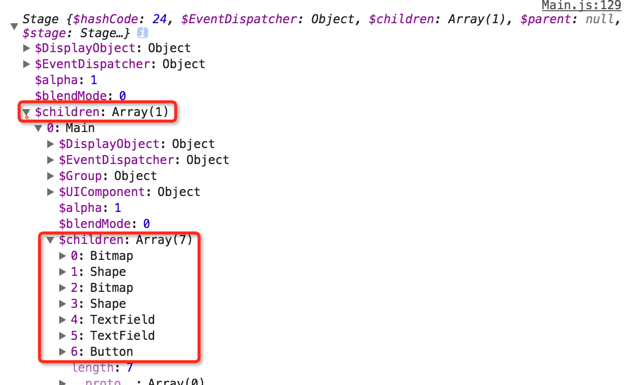 Main.js:129
Stage {$hashCode: 24, $EventDispatcher: Object, $children: Array(1), $parent: null,
$stage: Stage…} i
$DisplayObject: Object
$EventDispatcher: Object
$alpha: 1
$blendMode: 0
$children: Array(1)
0: Main
$DisplayObject: Object
$EventDispatcher: Object
$Group: Object
$UIComponent: Object
$alpha: 1
$blendMode: 0
$children: Array(7)
0: Bitmap
1: Shape
2: Bitmap
3: Shape
4: TextField
5: TextField
6: Button
length: 7
__proto__: Array(0)